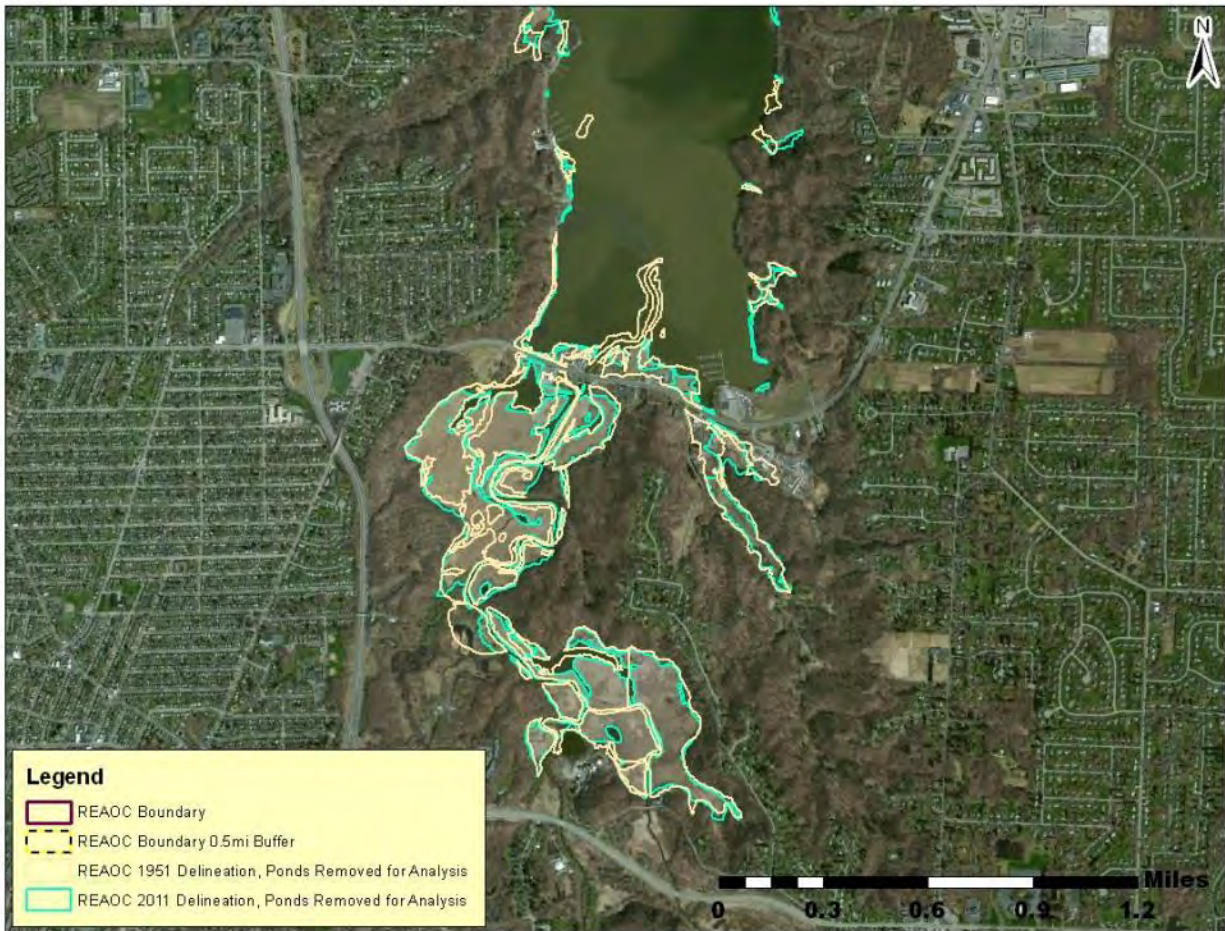 N
Legend
REAOC Boundary
REAOC Boundary 0.5mi Buffer
REAOC 1951 Delineation, Ponds Removed for Analysis
REAOC 2011 Delineation, Ponds Removed for Analysis
Miles
0 0.3 0.6 0.9 1.2